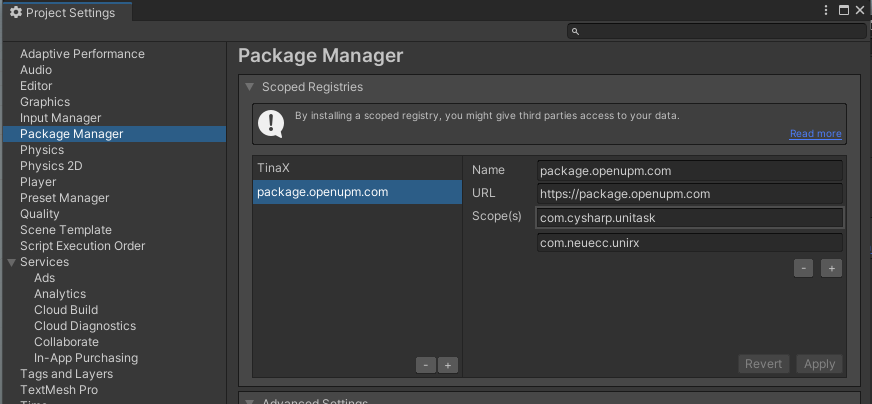 Project Settings
Adaptive Performance
Audio
Editor
Graphics
Input Manager
Package Manager
Physics
Physics 2D
Player
Preset Manager
Quality
Scene Template
Script Execution Order
Services
Ads
Analytics
Cloud Build
Cloud Diagnostics
Collaborate
In-App Purchasing
Tags and Layers
TextMesh Pro
Time
Package Manager
Scoped Registries
By installing a scoped registry, you might give third parties access to your data.
Read more
TinaX
package.openupm.com
Name package.openupm.com
URL https://package.openupm.com
Scope(s) com.cysharp.unitask
com.neuecc.unirx
- +
- +
Revert Apply
Advanced Settings